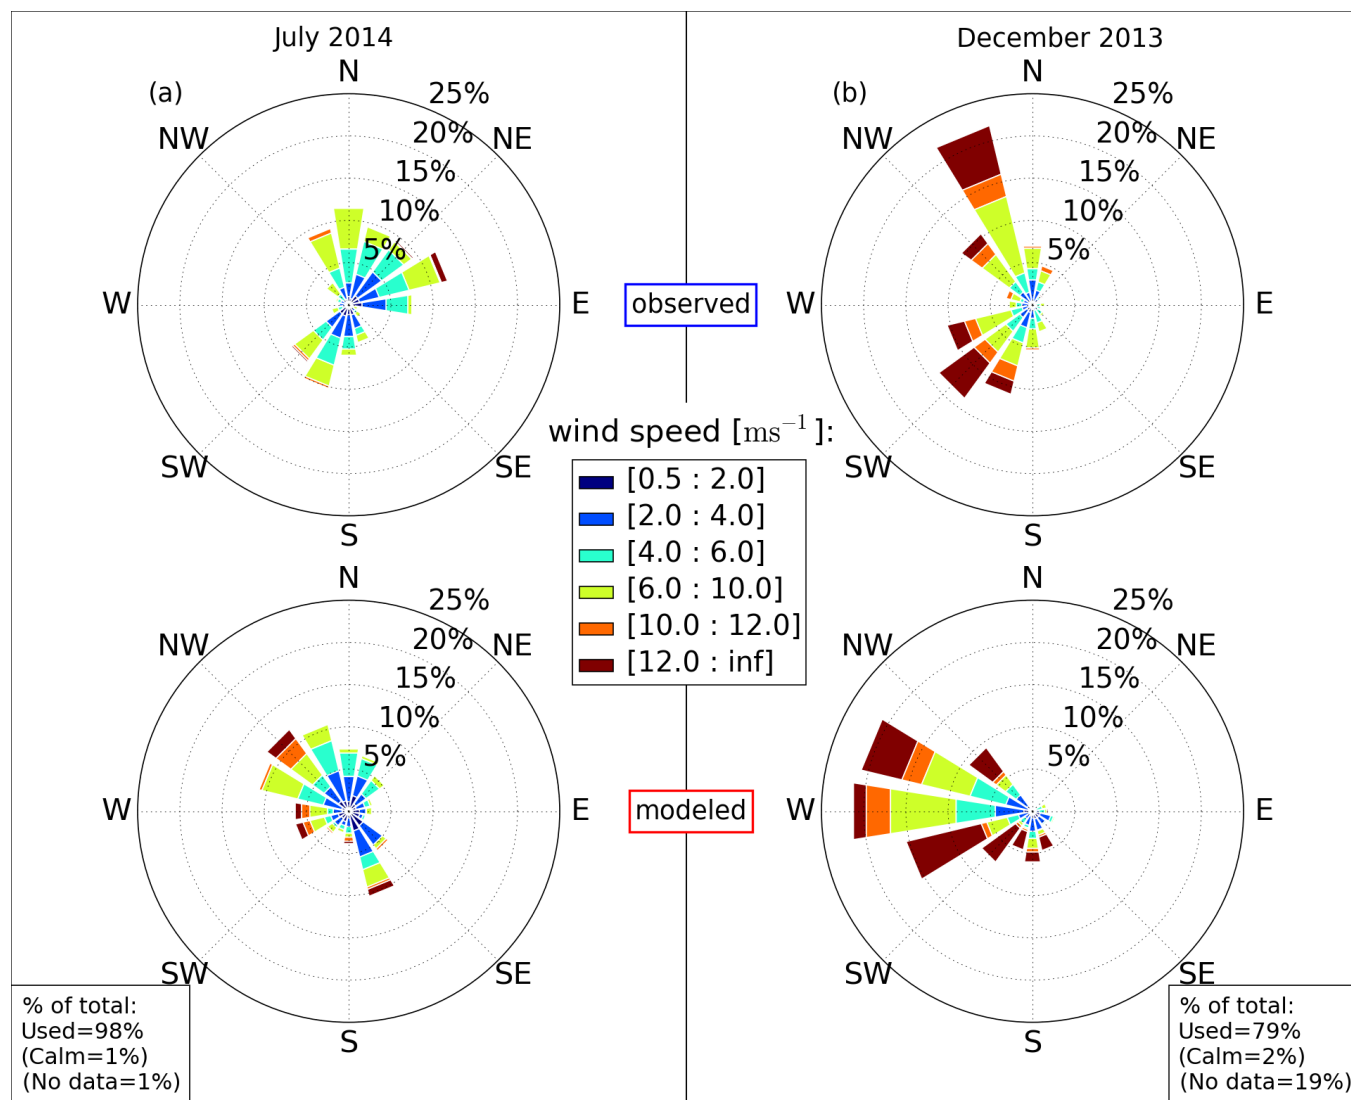 July 2014
December 2013
(a)
N
25%
20%
15%
10%
5%
NW
NE
W
E
SW
SE
S
(b)
N
25%
20%
15%
10%
5%
NW
NE
W
E
SW
SE
S
observed
wind speed [ms⁻¹]:
[0.5 : 2.0]
[2.0 : 4.0]
[4.0 : 6.0]
[6.0 : 10.0]
[10.0 : 12.0]
[12.0 : inf]
N
25%
20%
15%
10%
5%
NW
NE
W
E
SW
SE
S
modeled
N
25%
20%
15%
10%
5%
NW
NE
W
E
SW
SE
S
% of total:
Used=98%
(Calm=1%)
(No data=1%)
% of total:
Used=79%
(Calm=2%)
(No data=19%)